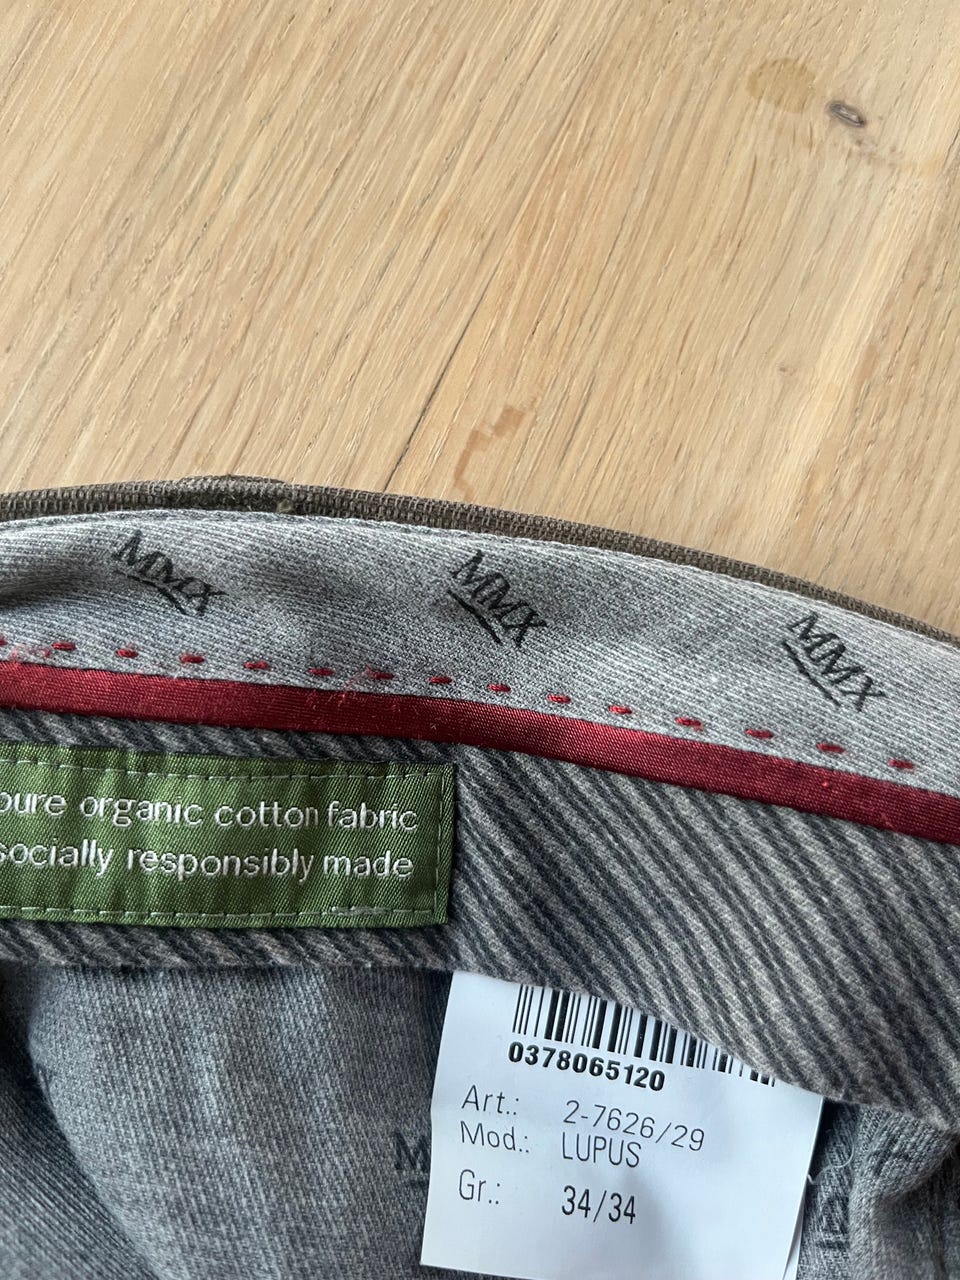 MMX MMX MMX
pure organic cotton fabric
socially responsibly made
0378065120
Art.: 2-7626/29
Mod.: LUPUS
Gr.: 34/34